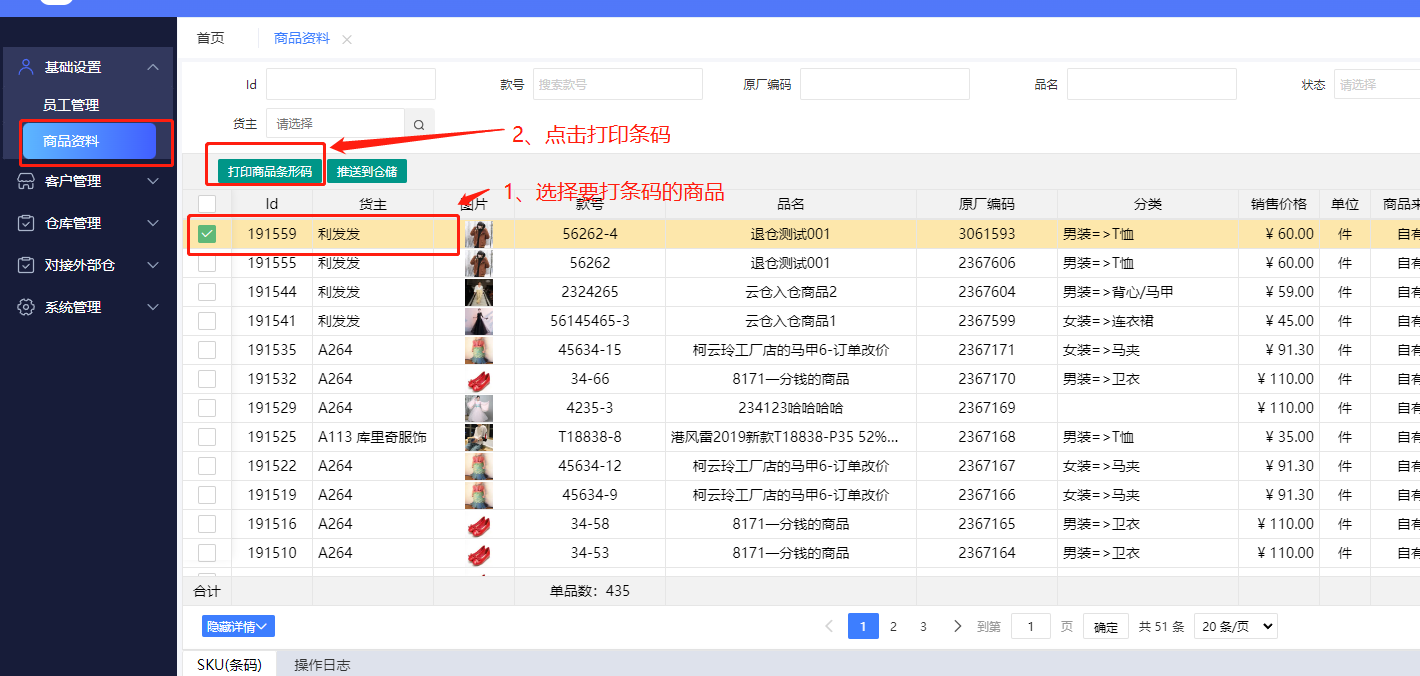 首页 商品资料
基础设置
员工管理
商品资料
客户管理
仓库管理
对接外部仓
系统管理
Id 款号 搜索款号 原厂编码 品名 状态 请选择
货主 请选择
2、点击打印条码
打印商品条形码 推送到仓储
1、选择要打条码的商品
Id 货主 图片 款号 品名 原厂编码 分类 销售价格 单位 商品来
191559 利发发 56262-4 退仓测试001 3061593 男装=>T恤 ¥ 60.00 件 自有
191555 利发发 56262 退仓测试001 2367606 男装=>T恤 ¥ 60.00 件 自有
191544 利发发 2324265 云仓入仓商品2 2367604 男装=>背心/马甲 ¥ 59.00 件 自有
191541 利发发 56145465-3 云仓入仓商品1 2367599 女装=>连衣裙 ¥ 45.00 件 自有
191535 A264 45634-15 柯云玲工厂店的马甲6-订单改价 2367171 女装=>马夹 ¥ 91.30 件 自有
191532 A264 34-66 8171—分钱的商品 2367170 男装=>卫衣 ¥ 110.00 件 自有
191529 A264 4235-3 234123哈哈哈哈 2367169 ¥ 110.00 件 自有
191525 A113 库里奇服饰 T18838-8 港风雷2019新款T18838-P35 52%... 2367168 男装=>T恤 ¥ 35.00 件 自有
191522 A264 45634-12 柯云玲工厂店的马甲6-订单改价 2367167 女装=>马夹 ¥ 91.30 件 自有
191519 A264 45634-9 柯云玲工厂店的马甲6-订单改价 2367166 女装=>马夹 ¥ 91.30 件 自有
191516 A264 34-58 8171—分钱的商品 2367165 男装=>卫衣 ¥ 110.00 件 自有
191510 A264 34-53 8171—分钱的商品 2367164 男装=>卫衣 ¥ 110.00 件 自有
合计 单品数：435
隐藏详情 1 2 3 到第 1 页 确定 共 51 条 20 条/页
SKU(条码) 操作日志